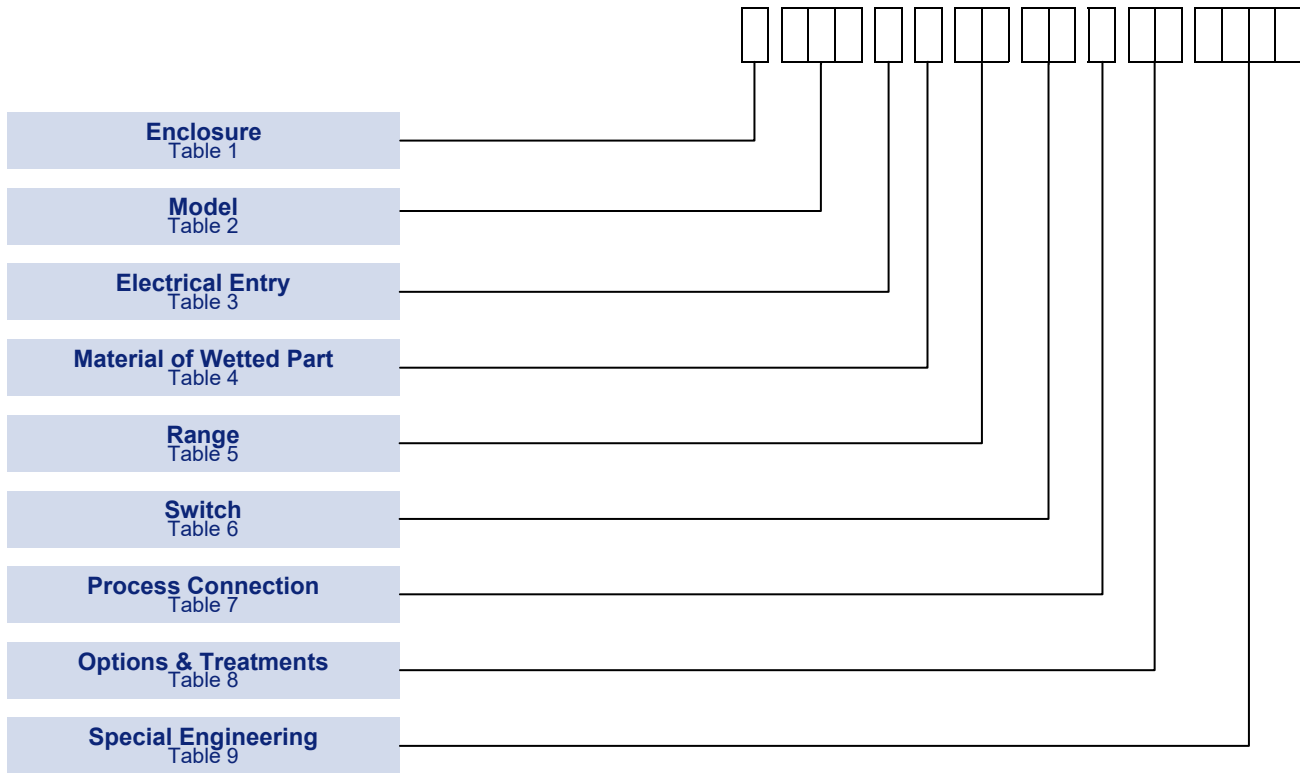 Enclosure
Table 1
Model
Table 2
Electrical Entry
Table 3
Material of Wetted Part
Table 4
Range
Table 5
Switch
Table 6
Process Connection
Table 7
Options & Treatments
Table 8
Special Engineering
Table 9